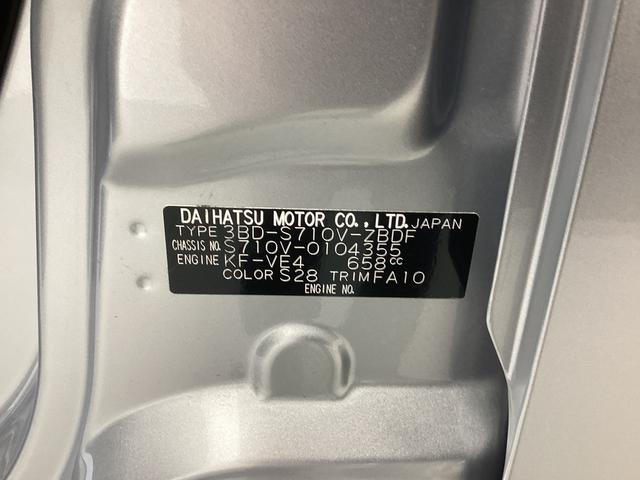 DAIHATSU MOTOR CO., LTD. JAPAN
TYPE 3BD-S710V-ZBDF
CHASSIS NO. S710V-0104355
ENGINE KF-VE4 658cc
COLOR S28 TRIM FA10
ENGINE NO.